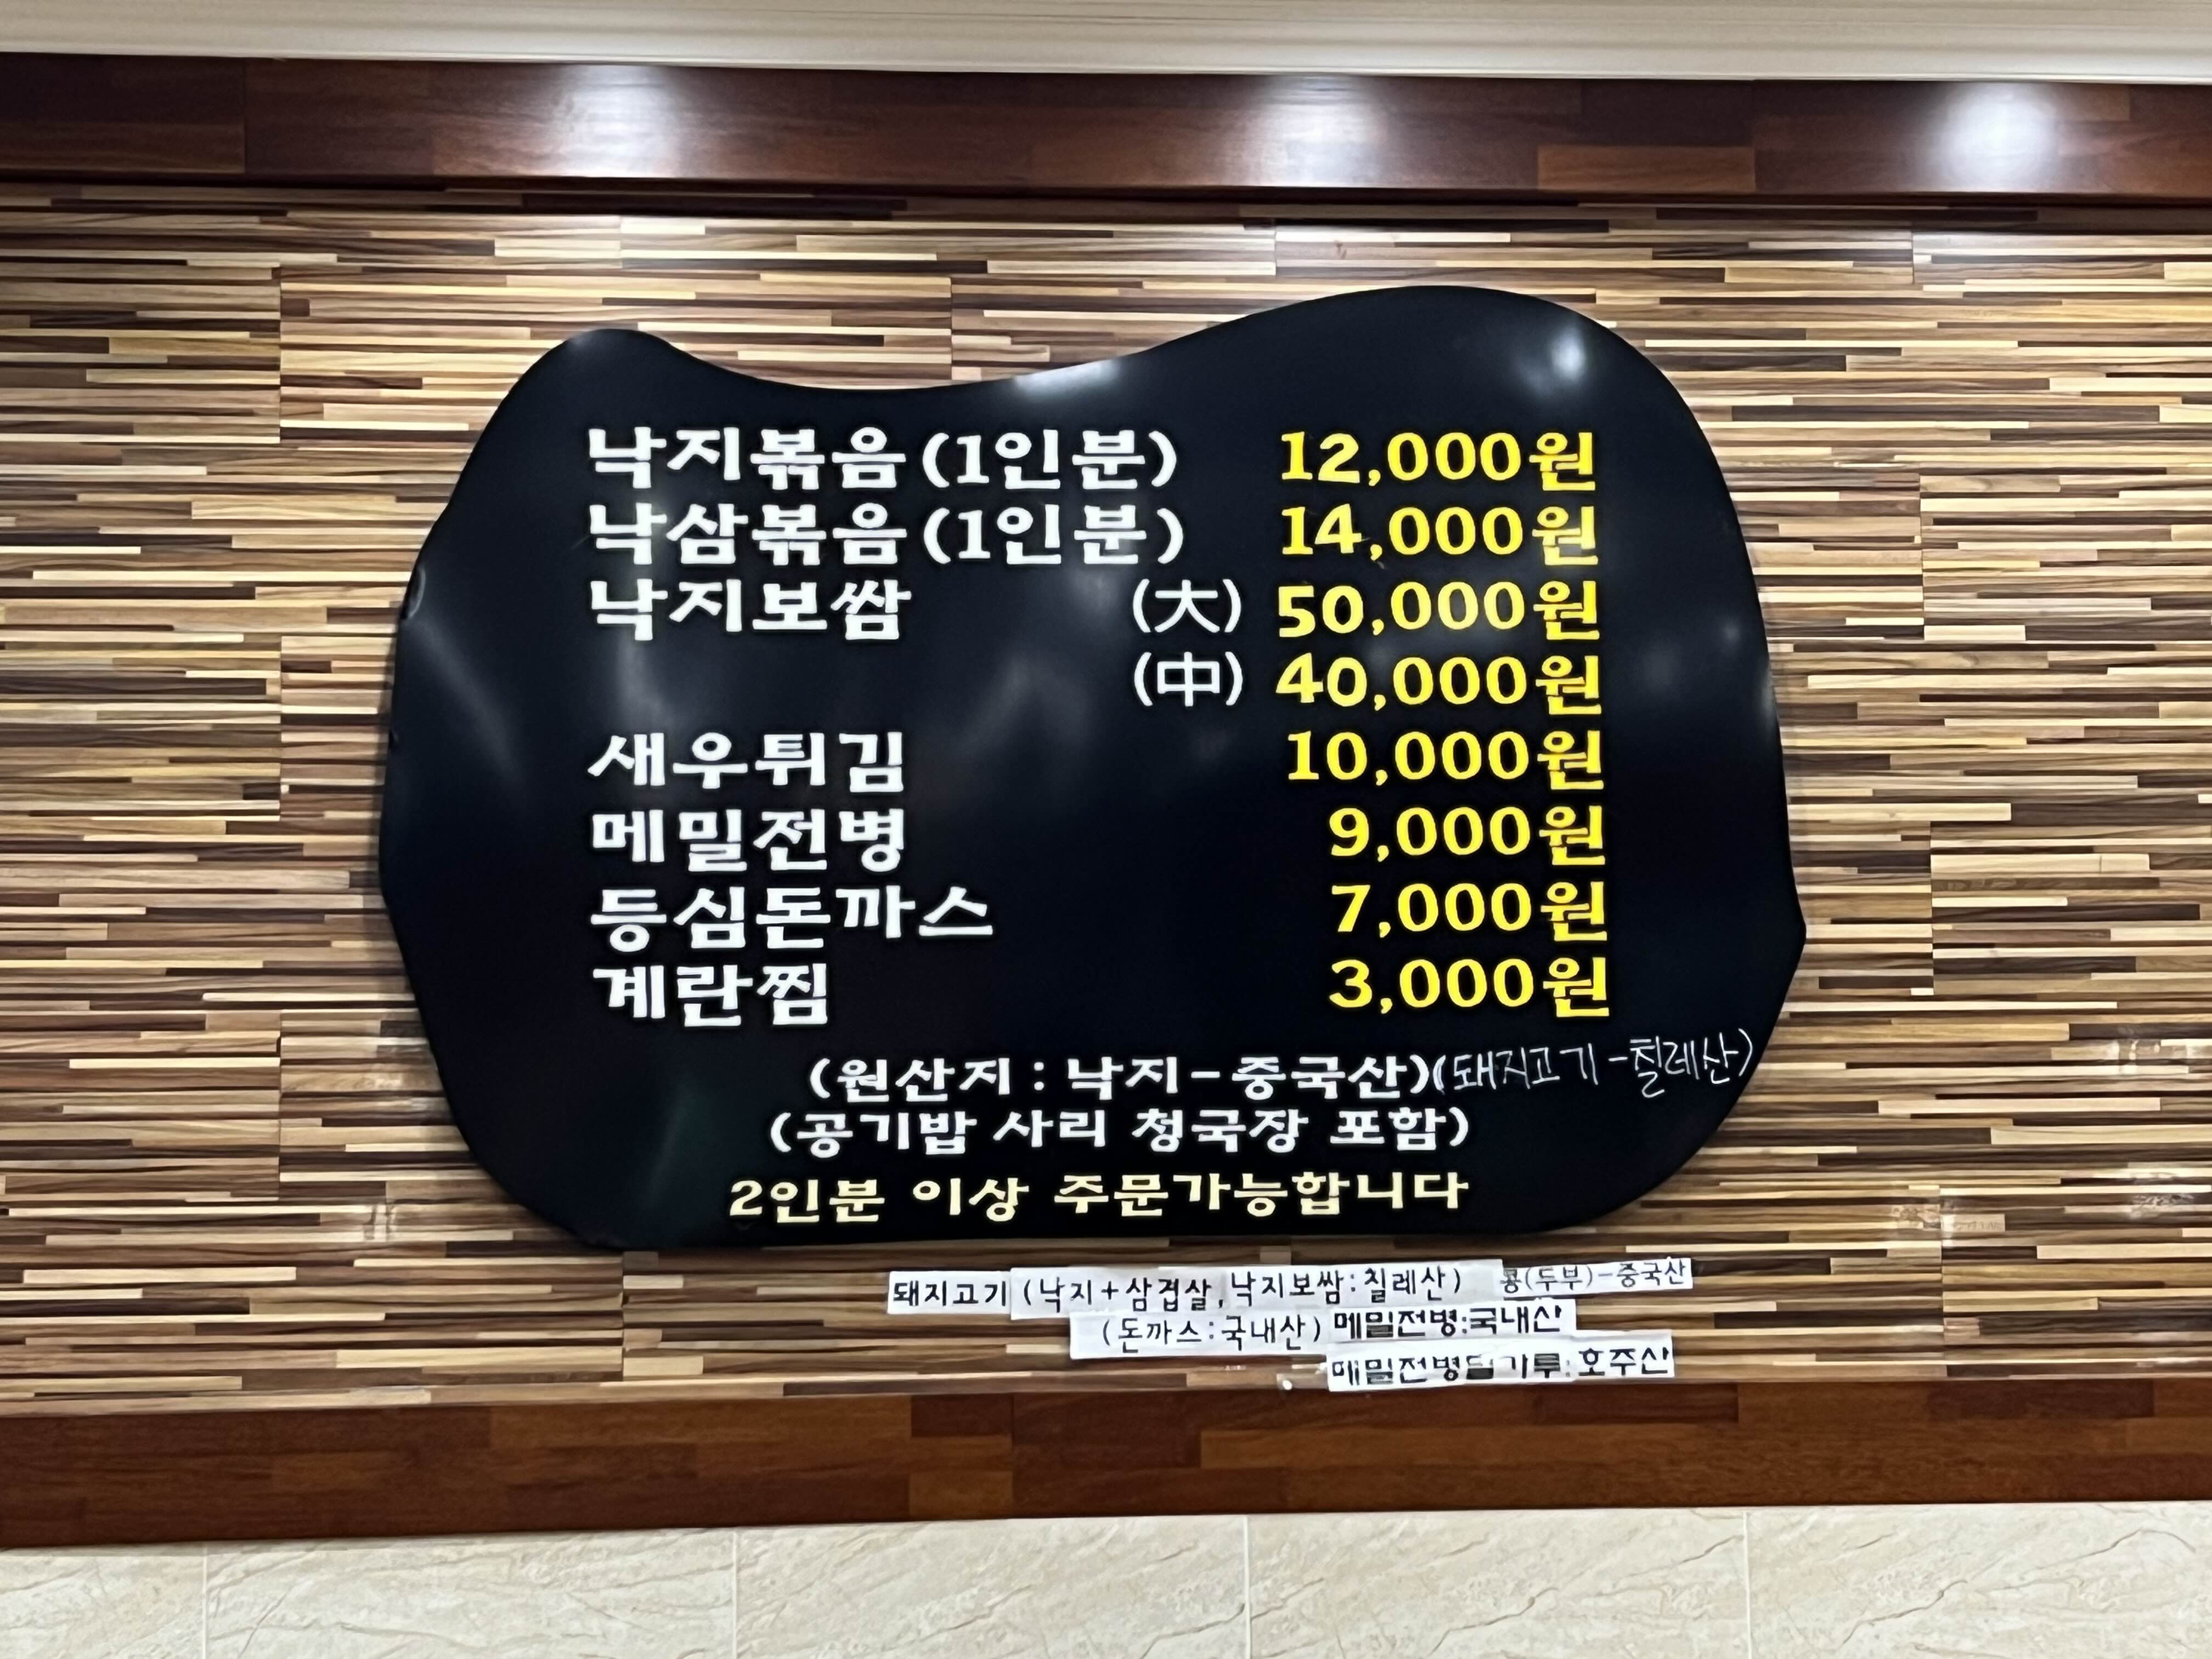 낙지볶음(1인분) 12,000원
낙삼볶음(1인분) 14,000원
낙지보쌈 (大) 50,000원
(中) 40,000원
새우튀김 10,000원
메밀전병 9,000원
등심돈까스 7,000원
계란찜 3,000원
(원산지:낙지-중국산)(돼지고기-칠레산)
(공기밥 사리 청국장 포함)
2인분 이상 주문가능합니다
돼지고기(낙지+삼겹살,낙지보쌈:칠레산) 콩(두부)-중국산
(돈까스:국내산) 메밀전병:국내산
메밀전병밀가루:호주산